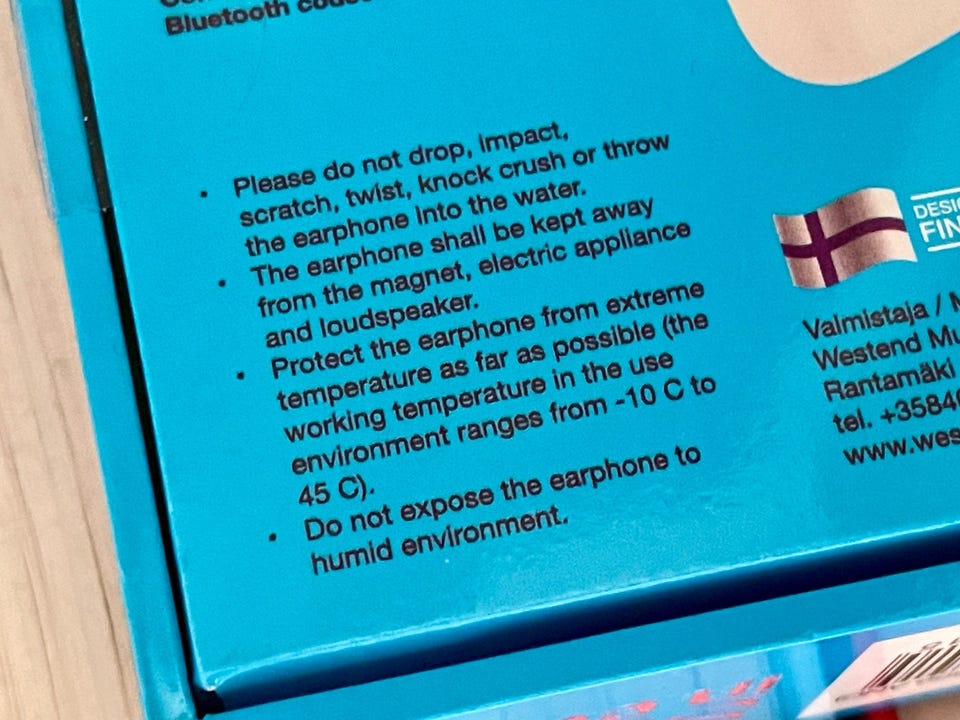 Bluetooth
• Please do not drop, impact,
scratch, twist, knock crush or throw
the earphone into the water.
• The earphone shall be kept away
from the magnet, electric appliance
and loudspeaker.
• Protect the earphone from extreme
temperature as far as possible (the
working temperature in the use
environment ranges from -10 C to
45 C).
• Do not expose the earphone to
humid environment.
DESIG
FIN
Valmistaja / M
Westend Mu
Rantamäki
tel. +35840
www.wes